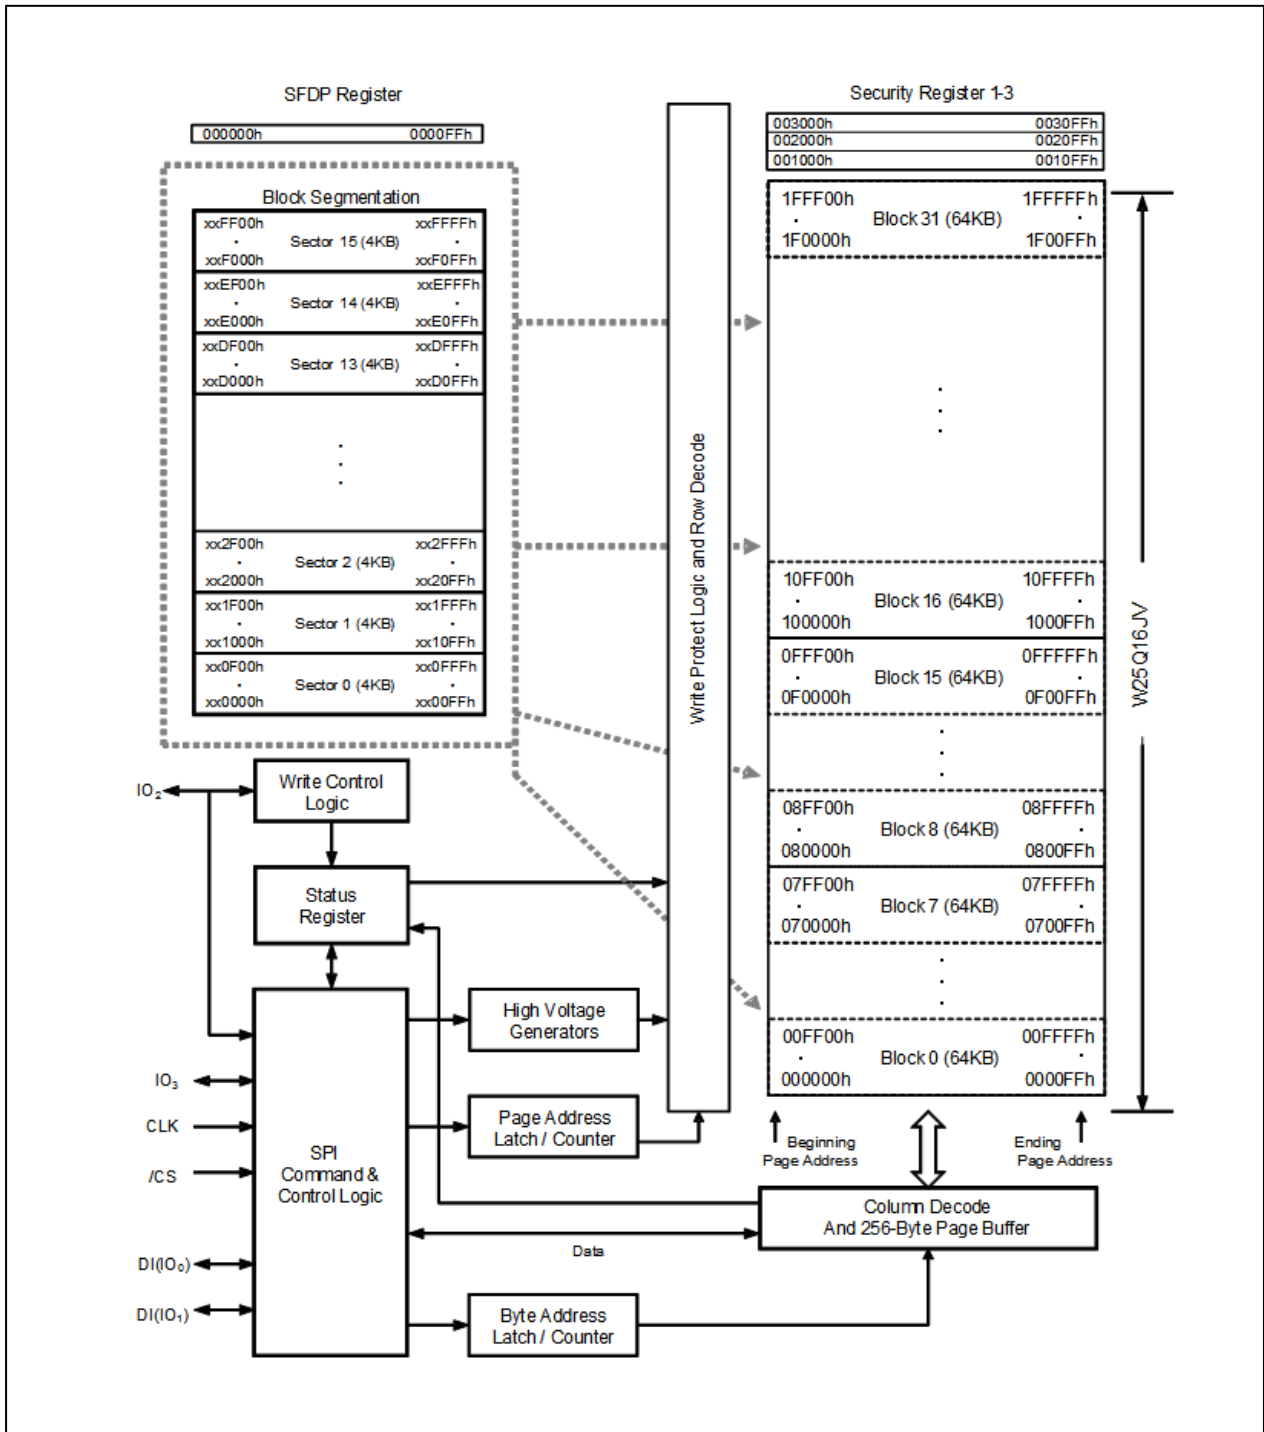 SFDP Register
000000h 0000FFh
Block Segmentation
xxFF00h xxFFFFh
Sector 15 (4KB)
xxF000h xxF0FFh
xxEF00h xxEFFFh
Sector 14 (4KB)
xxE000h xxE0FFh
xxDF00h xxDFFFh
Sector 13 (4KB)
xxD000h xxD0FFh
xx2F00h xx2FFFh
Sector 2 (4KB)
xx2000h xx20FFh
xx1F00h xx1FFFh
Sector 1 (4KB)
xx1000h xx10FFh
xx0F00h xx0FFFh
Sector 0 (4KB)
xx0000h xx00FFh
Write Protect Logic and Row Decode
Security Register 1-3
003000h 0030FFh
002000h 0020FFh
001000h 0010FFh
1FFF00h 1FFFFFh
Block 31 (64KB)
1F0000h 1F00FFh
10FF00h 10FFFFh
Block 16 (64KB)
100000h 1000FFh
0FFF00h 0FFFFFh
Block 15 (64KB)
0F0000h 0F00FFh
08FF00h 08FFFFh
Block 8 (64KB)
080000h 0800FFh
07FF00h 07FFFFh
Block 7 (64KB)
070000h 0700FFh
00FF00h 00FFFFh
Block 0 (64KB)
000000h 0000FFh
W25Q16JV
Beginning
Page Address
Ending
Page Address
IO2
Write Control
Logic
Status
Register
High Voltage
Generators
IO3
CLK
/CS
SPI
Command &
Control Logic
Page Address
Latch / Counter
Column Decode
And 256-Byte Page Buffer
Data
DI(IO0)
DI(IO1)
Byte Address
Latch / Counter